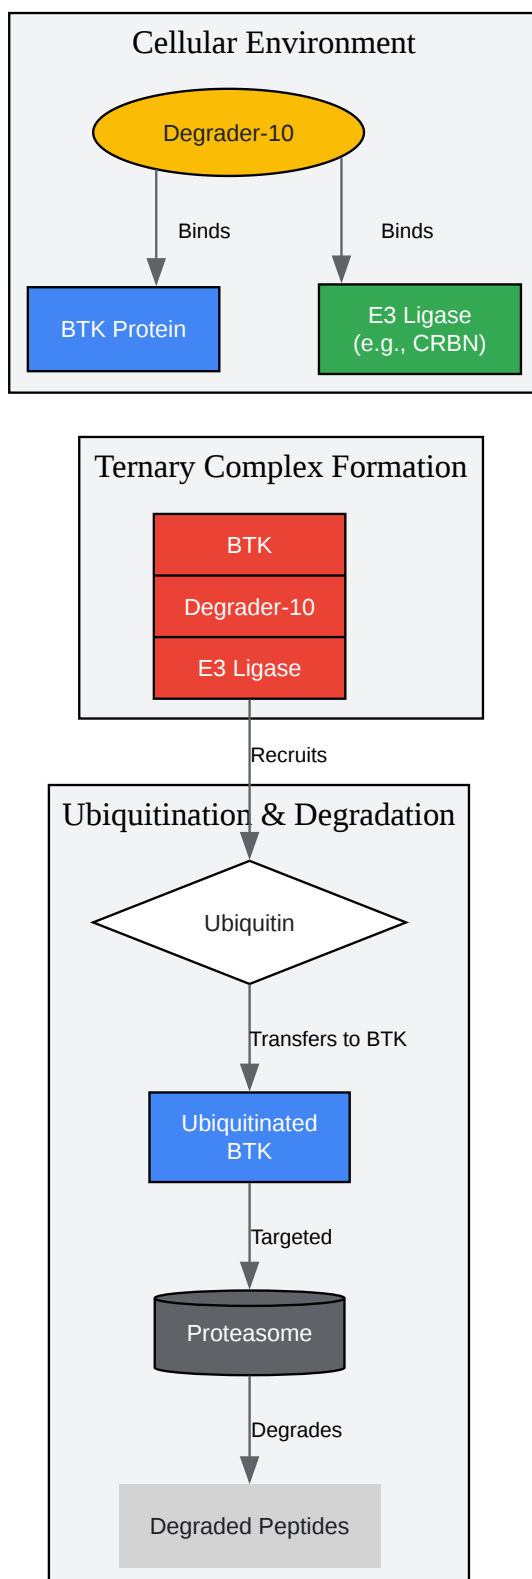 Cellular Environment
Degrader-10
Binds
Binds
BTK Protein
E3 Ligase
(e.g., CRBN)
Ternary Complex Formation
BTK
Degrader-10
E3 Ligase
Recruits
Ubiquitination & Degradation
Ubiquitin
Transfers to BTK
Ubiquitinated
BTK
Targeted
Proteasome
Degrades
Degraded Peptides